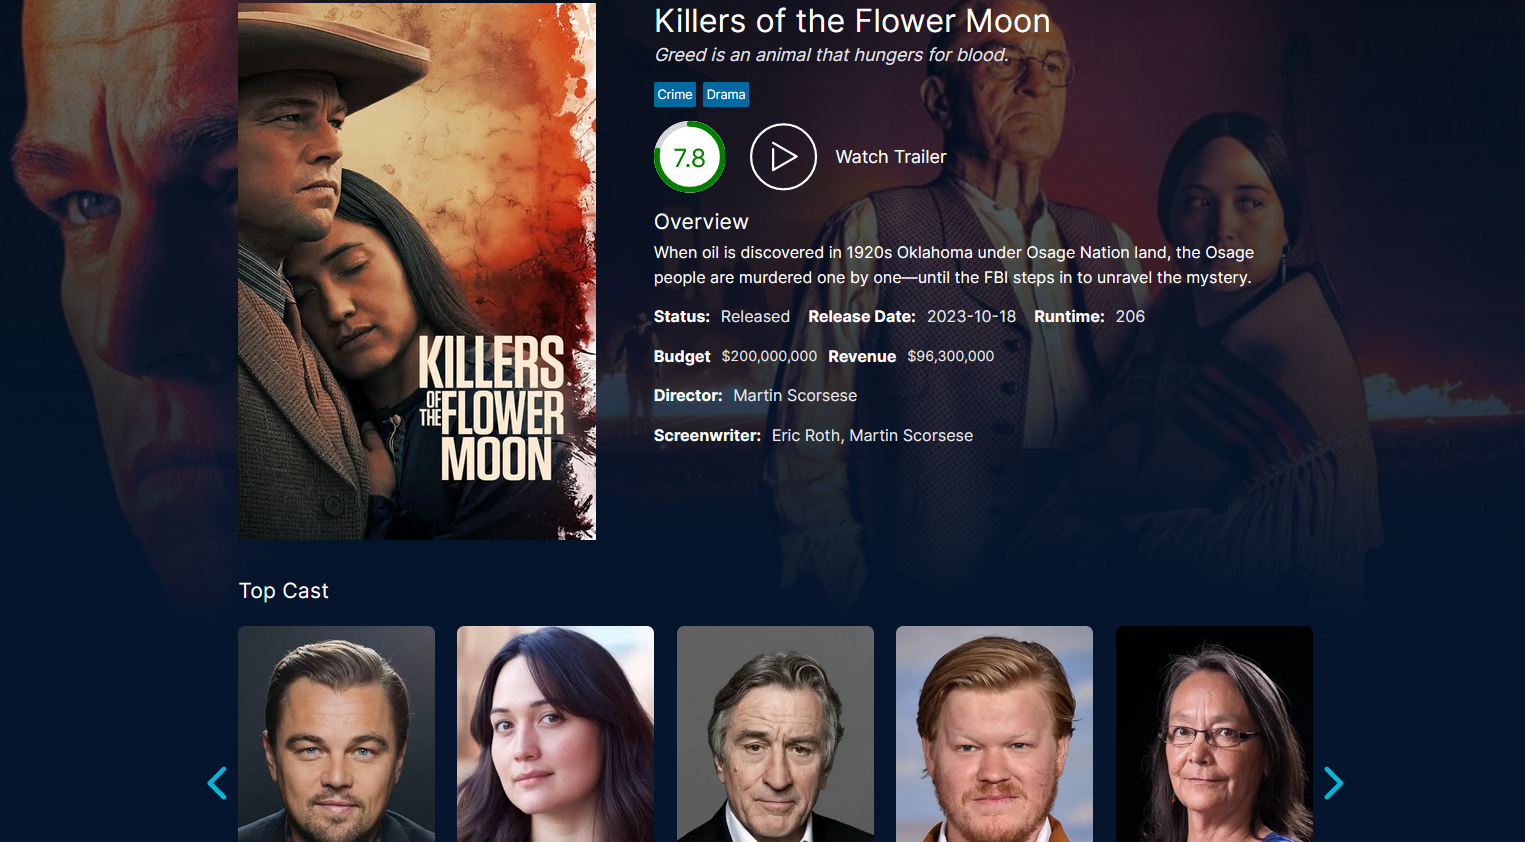 Killers of the Flower Moon
Greed is an animal that hungers for blood.
Crime Drama
7.8 Watch Trailer
Overview
When oil is discovered in 1920s Oklahoma under Osage Nation land, the Osage
people are murdered one by one—until the FBI steps in to unravel the mystery.
Status: Released Release Date: 2023-10-18 Runtime: 206
Budget $200,000,000 Revenue $96,300,000
Director: Martin Scorsese
Screenwriter: Eric Roth, Martin Scorsese
KILLERS
OF THE FLOWER
MOON
Top Cast